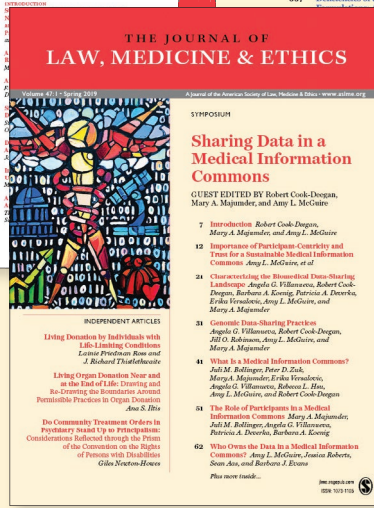 INTRODUCTION
THE JOURNAL OF
LAW, MEDICINE & ETHICS
Volume 47:1 • Spring 2019
A Journal of the American Society of Law, Medicine & Ethics • www.aslme.org
SYMPOSIUM
Sharing Data in a
Medical Information
Commons
GUEST EDITED BY Robert Cook-Deegan,
Mary A. Majumder, and Amy L. McGuire
7 Introduction Robert Cook-Deegan,
Mary A. Majumder, and Amy L. McGuire
12 Importance of Participant-Centricity and
Trust for a Sustainable Medical Information
Commons Amy L. McGuire, et al
21 Characterizing the Biomedical Data-Sharing
Landscape Angela G. Villanueva, Robert Cook-
Deegan, Barbara A. Koenig, Patricia A. Deverka,
Erika Versalovic, Amy L. McGuire, and
Mary A. Majumder
31 Genomic Data-Sharing Practices
Angela G. Villanueva, Robert Cook-Deegan,
Jill O. Robinson, Amy L. McGuire, and
Mary A. Majumder
41 What Is a Medical Information Commons?
Juli M. Bollinger, Peter D. Zuk,
Mary A. Majumder, Erika Versalovic,
Angela G. Villanueva, Rebecca L. Hsu,
Amy L. McGuire, and Robert Cook-Deegan
51 The Role of Participants in a Medical
Information Commons Mary A. Majumder,
Juli M. Bollinger, Angela G. Villanueva,
Patricia A. Deverka, and Barbara A. Koenig
62 Who Owns the Data in a Medical Information
Commons? Amy L. McGuire, Jessica Roberts,
Sean Aas, and Barbara J. Evans
Plus more inside...
INDEPENDENT ARTICLES
Living Donation by Individuals with
Life-Limiting Conditions
Lainie Friedman Ross and
J. Richard Thistlethwaite
Living Organ Donation Near and
at the End of Life: Drawing and
Re-Drawing the Boundaries Around
Permissible Practices in Organ Donation
Ana S. Iltis
Do Community Treatment Orders in
Psychiatry Stand Up to Principalism:
Considerations Reflected through the Prism
of the Convention on the Rights
of Persons with Disabilities
Giles Newton-Howes
jlme.sagepub.com
ISSN: 1073-1105